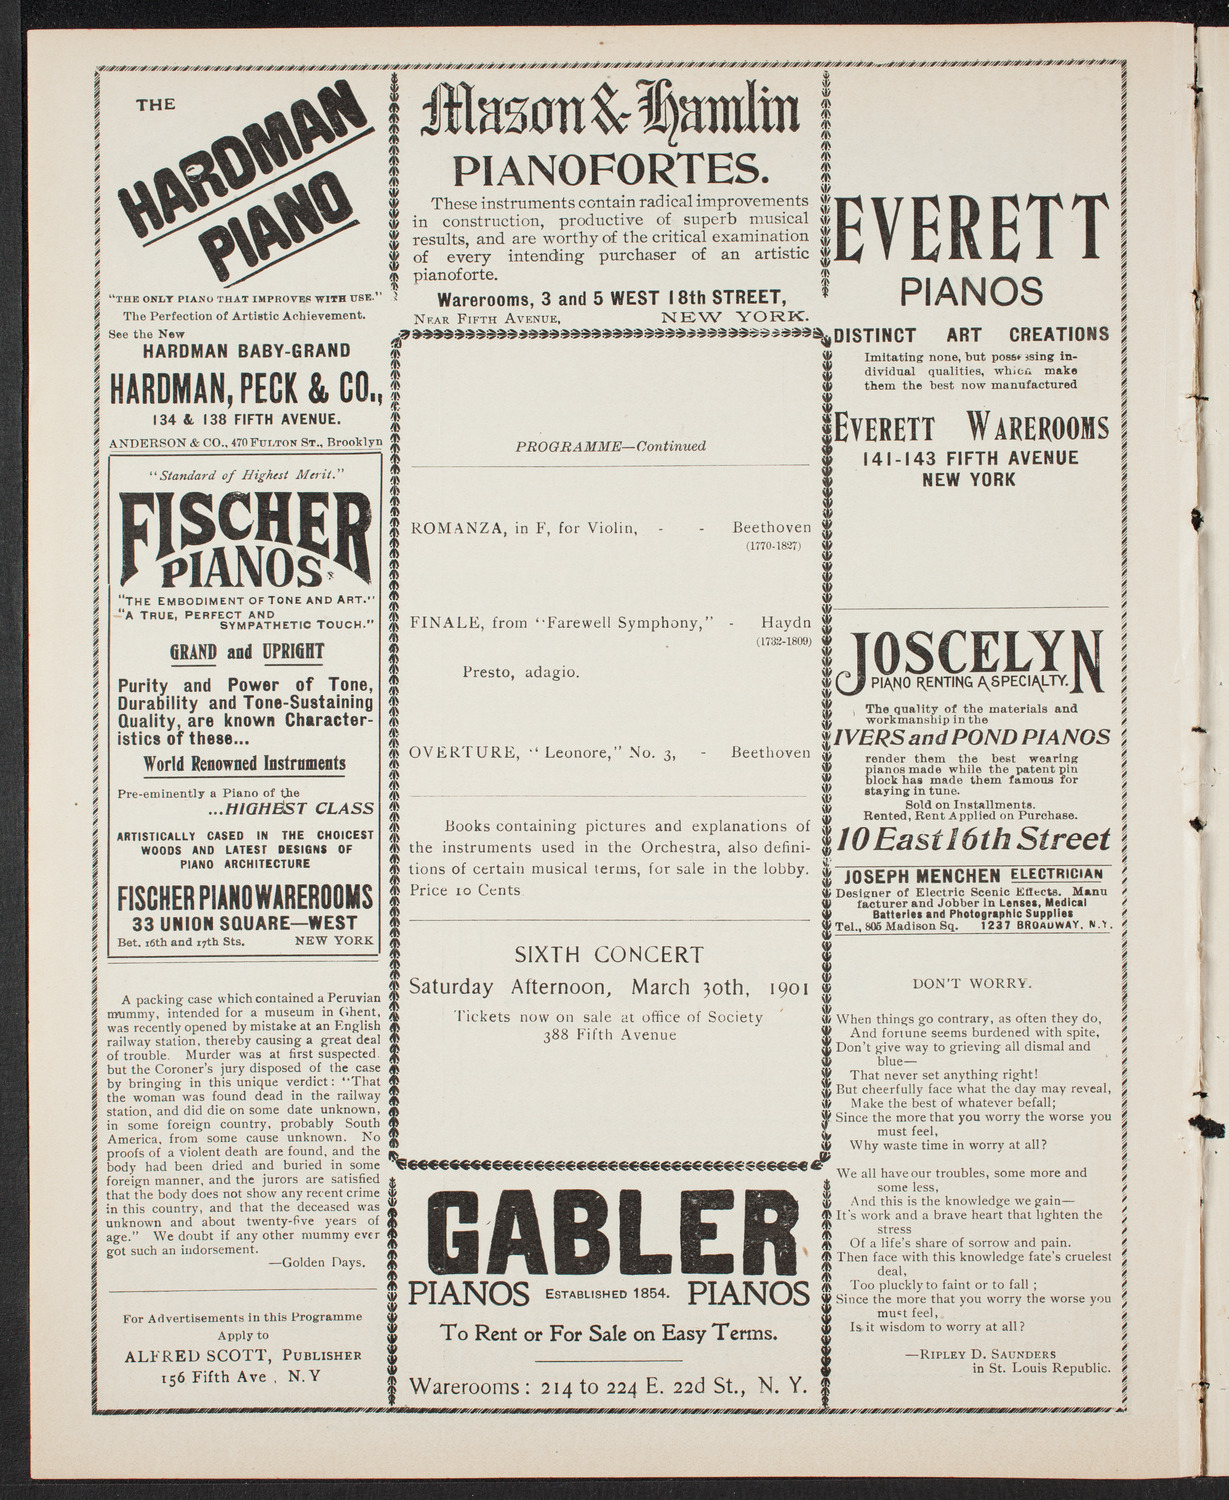 THE
HARDMAN
PIANO
"THE ONLY PIANO THAT IMPROVES WITH USE."
The Perfection of Artistic Achievement.
See the New
HARDMAN BABY-GRAND
HARDMAN, PECK & CO.,
134 & 138 FIFTH AVENUE.
ANDERSON & CO., 470 FULTON ST., Brooklyn
"Standard of Highest Merit."
FISCHER
PIANOS
"THE EMBODIMENT OF TONE AND ART."
"A TRUE, PERFECT AND
SYMPATHETIC TOUCH."
GRAND and UPRIGHT
Purity and Power of Tone,
Durability and Tone-Sustaining
Quality, are known Character-
istics of these...
World Renowned Instruments
Pre-eminently a Piano of the
...HIGHEST CLASS
ARTISTICALLY CASED IN THE CHOICEST
WOODS AND LATEST DESIGNS OF
PIANO ARCHITECTURE
FISCHER PIANO WAREROOMS
33 UNION SQUARE—WEST
Bet. 16th and 17th Sts. NEW YORK
A packing case which contained a Peruvian
mummy, intended for a museum in Ghent,
was recently opened by mistake at an English
railway station, thereby causing a great deal
of trouble. Murder was at first suspected.
but the Coroner's jury disposed of the case
by bringing in this unique verdict: "That
the woman was found dead in the railway
station, and did die on some date unknown,
in some foreign country, probably South
America, from some cause unknown. No
proofs of a violent death are found, and the
body had been dried and buried in some
foreign manner, and the jurors are satisfied
that the body does not show any recent crime
in this country, and that the deceased was
unknown and about twenty-five years of
age." We doubt if any other mummy ever
got such an indorsement.
—Golden Days.
For Advertisements in this Programme
Apply to
ALFRED SCOTT, PUBLISHER
156 Fifth Ave , N. Y
Mason & Hamlin
PIANOFORTES.
These instruments contain radical improvements
in construction, productive of superb musical
results, and are worthy of the critical examination
of every intending purchaser of an artistic
pianoforte.
Warerooms, 3 and 5 WEST 18th STREET,
NEAR FIFTH AVENUE, NEW YORK.
PROGRAMME—Continued
ROMANZA, in F, for Violin, - - Beethoven
(1770-1827)
FINALE, from "Farewell Symphony," - Haydn
(1732-1809)
Presto, adagio.
OVERTURE, "Leonore," No. 3, - Beethoven
Books containing pictures and explanations of
the instruments used in the Orchestra, also defini-
tions of certain musical terms, for sale in the lobby.
Price 10 Cents
SIXTH CONCERT
Saturday Afternoon, March 30th, 1901
Tickets now on sale at office of Society
388 Fifth Avenue
GABLER
PIANOS ESTABLISHED 1854. PIANOS
To Rent or For Sale on Easy Terms.
Warerooms: 214 to 224 E. 22d St., N. Y.
EVERETT
PIANOS
DISTINCT ART CREATIONS
Imitating none, but possessing in-
dividual qualities, which make
them the best now manufactured
EVERETT WAREROOMS
141-143 FIFTH AVENUE
NEW YORK
JOSCELYN
PIANO RENTING A SPECIALTY.
The quality of the materials and
workmanship in the
IVERS and POND PIANOS
render them the best wearing
pianos made while the patent pin
block has made them famous for
staying in tune.
Sold on Installments.
Rented, Rent Applied on Purchase.
10 East 16th Street
JOSEPH MENCHEN ELECTRICIAN
Designer of Electric Scenic Effects. Manu
facturer and Jobber in Lenses, Medical
Batteries and Photographic Supplies
Tel., 805 Madison Sq. 1237 BROADWAY, N.Y.
DON'T WORRY.
When things go contrary, as often they do,
And fortune seems burdened with spite,
Don't give way to grieving all dismal and
blue—
That never set anything right!
But cheerfully face what the day may reveal,
Make the best of whatever befall;
Since the more that you worry the worse you
must feel,
Why waste time in worry at all?
We all have our troubles, some more and
some less,
And this is the knowledge we gain—
It's work and a brave heart that lighten the
stress
Of a life's share of sorrow and pain.
Then face with this knowledge fate's cruelest
deal,
Too plucky to faint or to fall ;
Since the more that you worry the worse you
must feel,
Is it wisdom to worry at all?
—RIPLEY D. SAUNDERS
in St. Louis Republic.